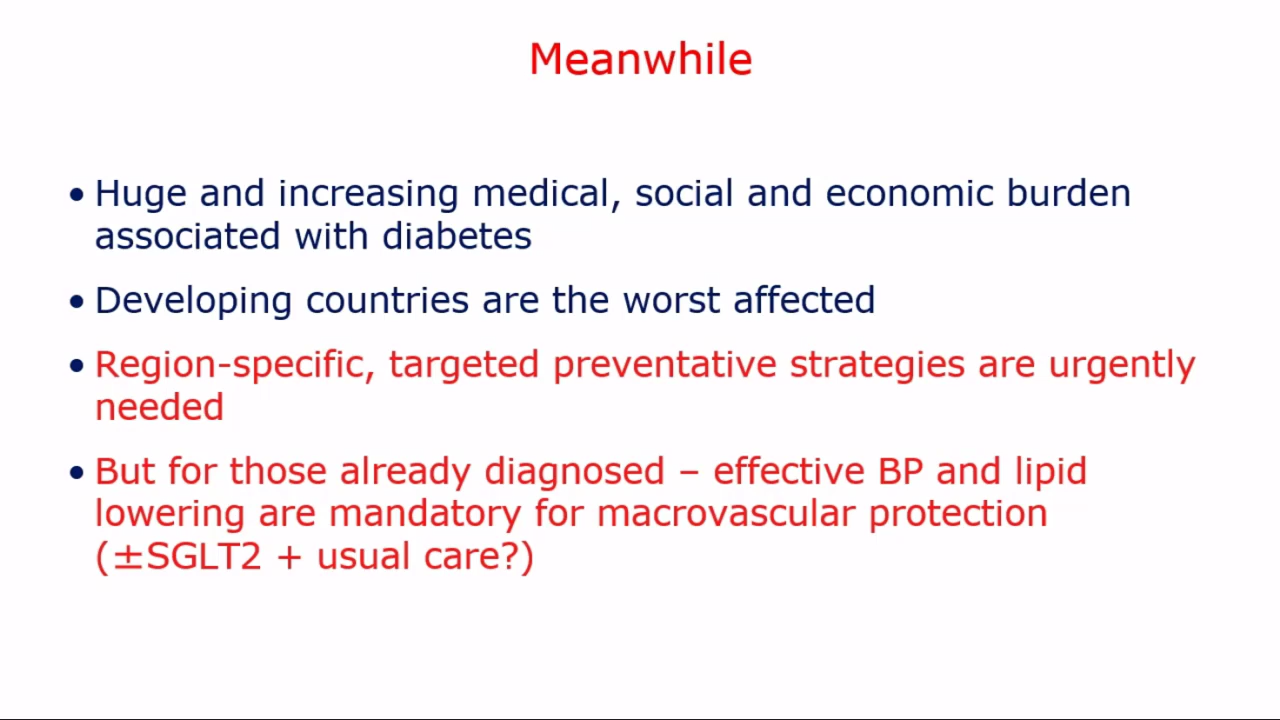 Meanwhile
• Huge and increasing medical, social and economic burden
associated with diabetes
• Developing countries are the worst affected
• Region-specific, targeted preventative strategies are urgently
needed
• But for those already diagnosed – effective BP and lipid
lowering are mandatory for macrovascular protection
(±SGLT2 + usual care?)